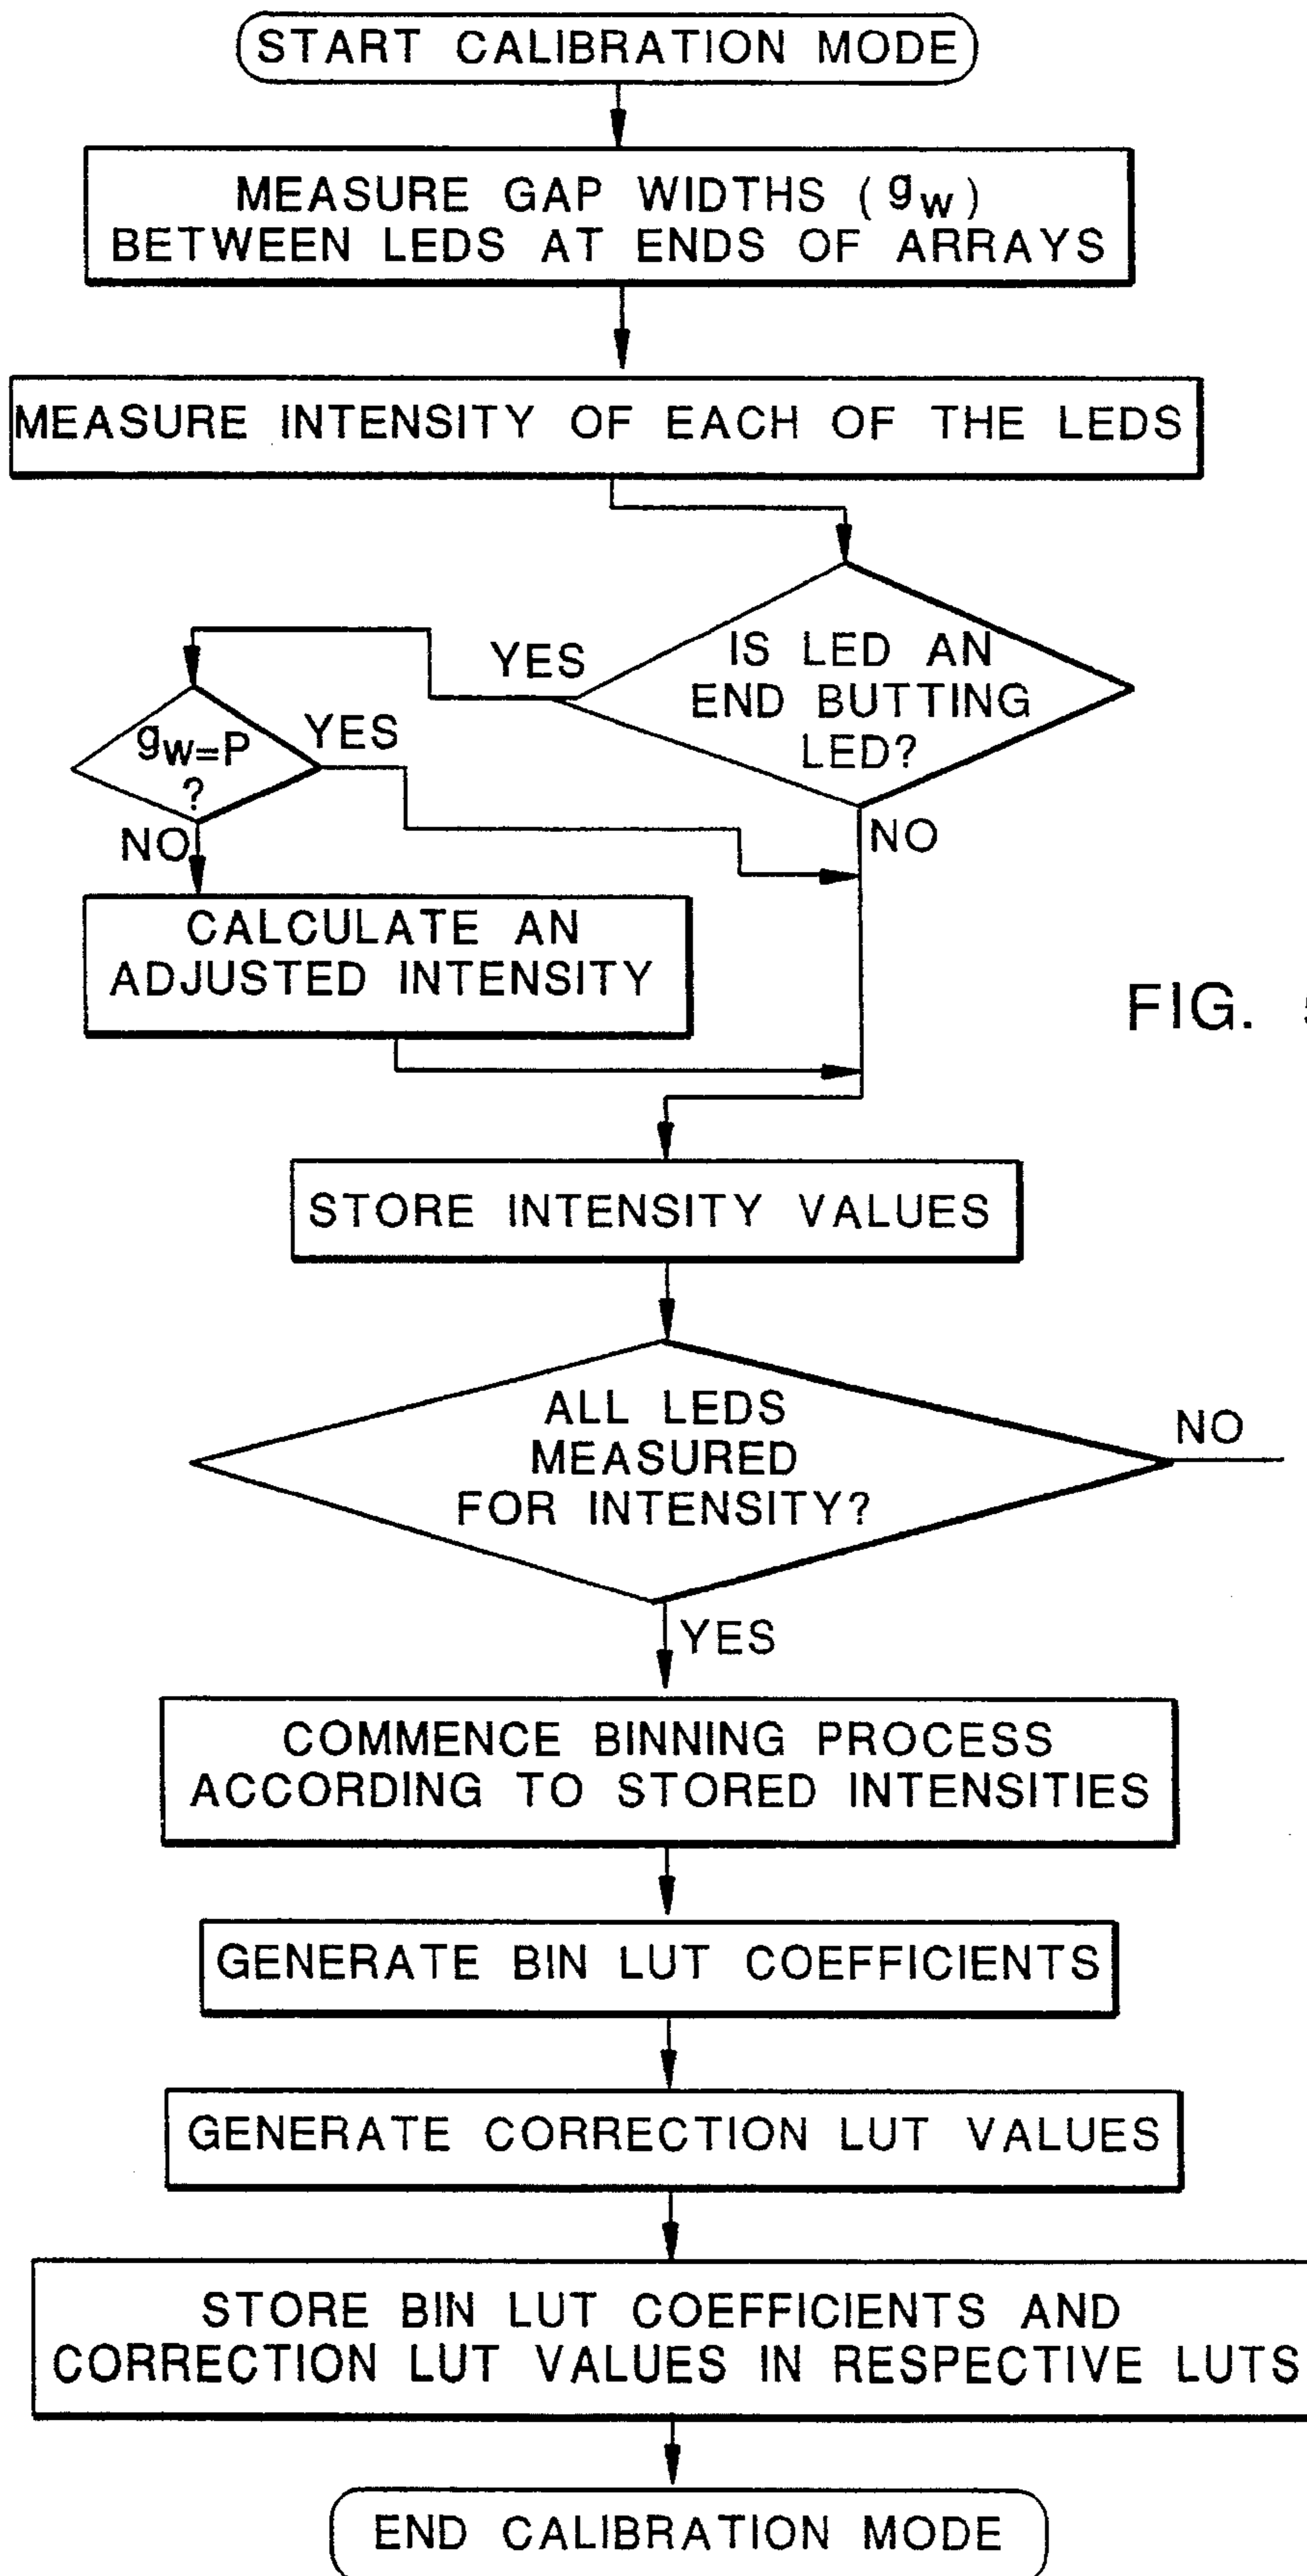 START CALIBRATION MODE
MEASURE GAP WIDTHS (gw)
BETWEEN LEDS AT ENDS OF ARRAYS
MEASURE INTENSITY OF EACH OF THE LEDS
IS LED AN
END BUTTING
LED?
YES
gw=P
?
YES
NO
NO
CALCULATE AN
ADJUSTED INTENSITY
FIG.
STORE INTENSITY VALUES
ALL LEDS
MEASURED
FOR INTENSITY?
NO
YES
COMMENCE BINNING PROCESS
ACCORDING TO STORED INTENSITIES
GENERATE BIN LUT COEFFICIENTS
GENERATE CORRECTION LUT VALUES
STORE BIN LUT COEFFICIENTS AND
CORRECTION LUT VALUES IN RESPECTIVE LUTS
END CALIBRATION MODE